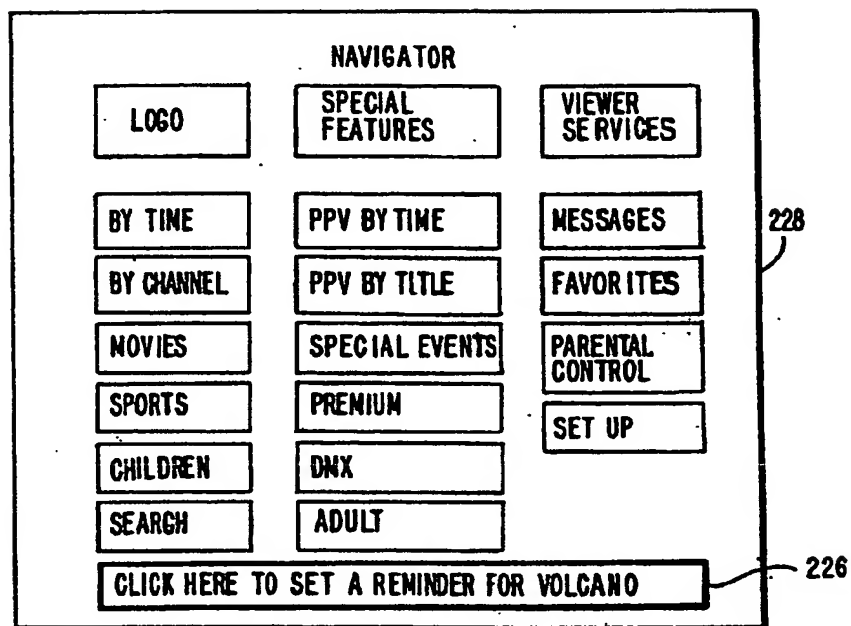 NAVIGATOR
LOGO
SPECIAL
FEATURES
VIEWER
SERVICES
BY TIME
PPV BY TIME
MESSAGES
228
BY CHANNEL
PPV BY TITLE
FAVORITES
MOVIES
SPECIAL EVENTS
PARENTAL
CONTROL
SPORTS
PREMIUM
SET UP
CHILDREN
DMX
SEARCH
ADULT
CLICK HERE TO SET A REMINDER FOR VOLCANO
226